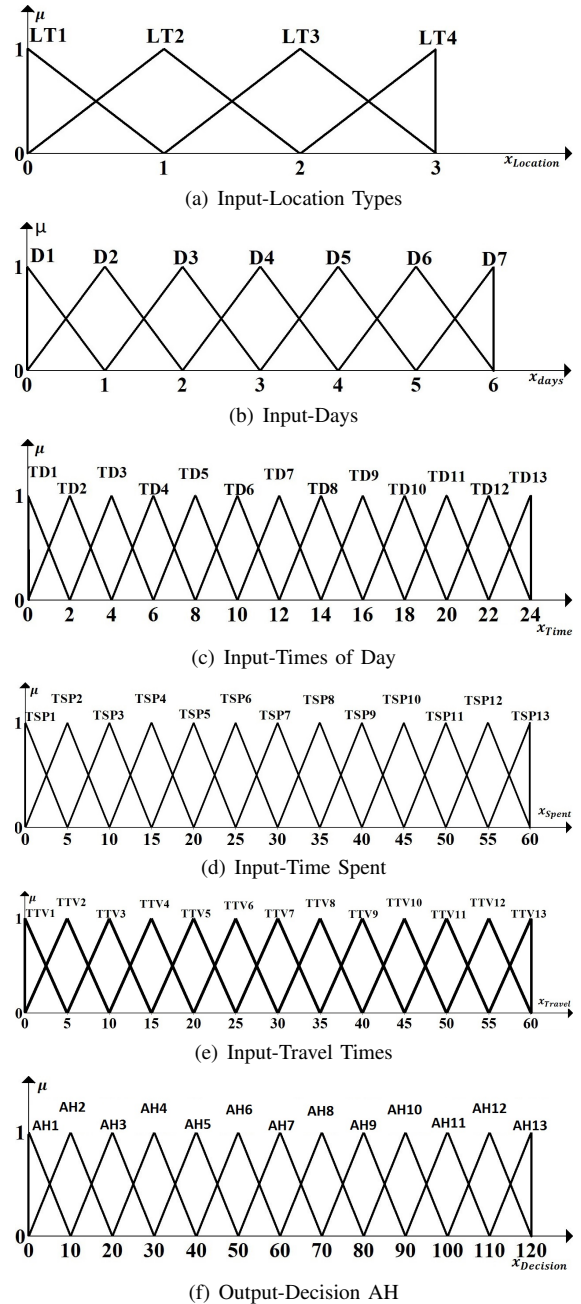 μ
LT1 LT2 LT3 LT4
1
0 0 1 2 3 x_Location
(a) Input-Location Types
μ
D1 D2 D3 D4 D5 D6 D7
1
0 0 1 2 3 4 5 6 x_days
(b) Input-Days
μ
TD1 TD2 TD3 TD4 TD5 TD6 TD7 TD8 TD9 TD10 TD11 TD12 TD13
1
0 0 2 4 6 8 10 12 14 16 18 20 22 24
x_Time
(c) Input-Times of Day
μ
TSP1 TSP2 TSP3 TSP4 TSP5 TSP6 TSP7 TSP8 TSP9 TSP10 TSP11 TSP12 TSP13
1
x_Spent
0 0 5 10 15 20 25 30 35 40 45 50 55 60
(d) Input-Time Spent
μ
TTV1 TTV2 TTV3 TTV4 TTV5 TTV6 TTV7 TTV8 TTV9 TTV10 TTV11 TTV12 TTV13
1
x_Travel
0 0 5 10 15 20 25 30 35 40 45 50 55 60
(e) Input-Travel Times
μ
AH1 AH2 AH3 AH4 AH5 AH6 AH7 AH8 AH9 AH10 AH11 AH12 AH13
1
0 0 10 20 30 40 50 60 70 80 90 100 110 120
x_Decision
(f) Output-Decision AH